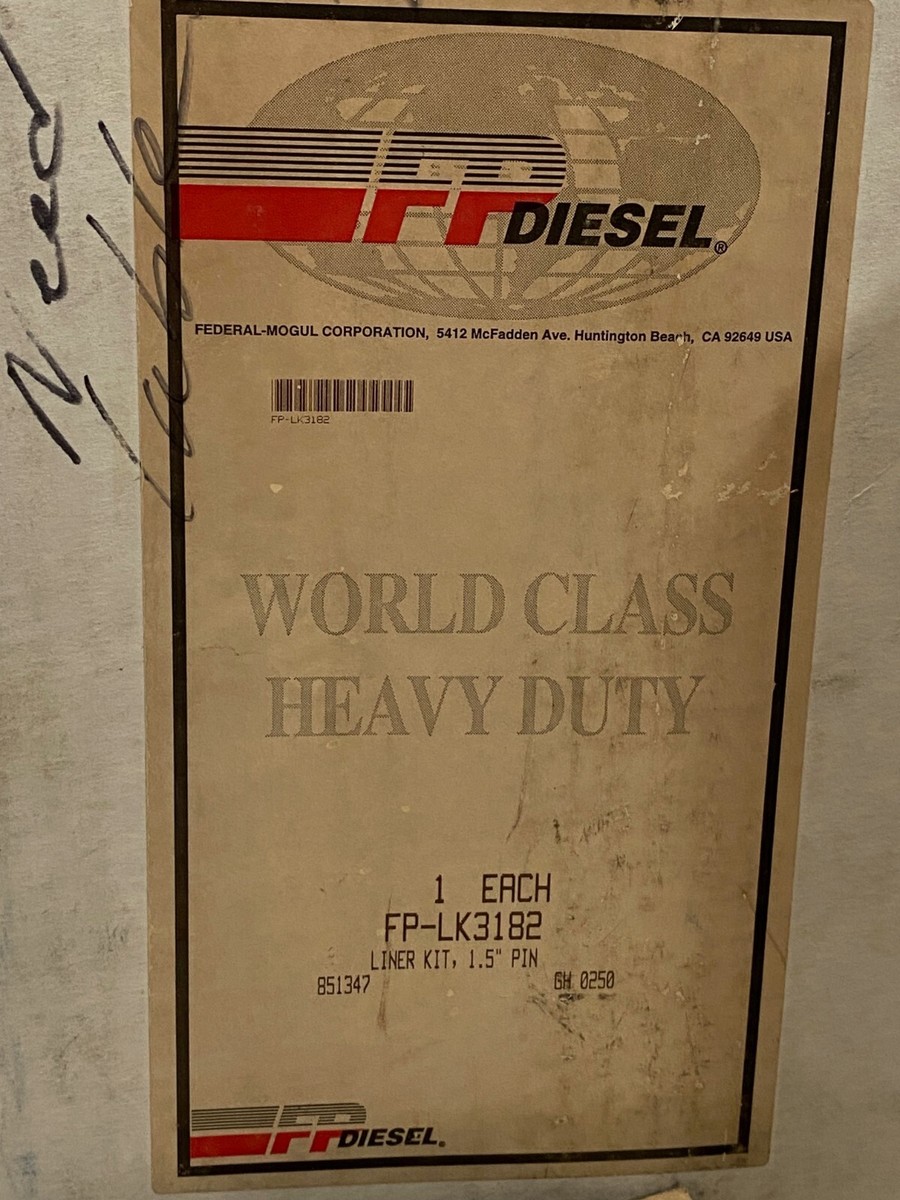 Need
FP DIESEL®
FEDERAL-MOGUL CORPORATION, 5412 McFadden Ave. Huntington Beach, CA 92649 USA
FP-LK3182
WORLD CLASS
HEAVY DUTY
1 EACH
FP-LK3182
LINER KIT, 1.5" PIN
851347 GH 0250
FP DIESEL®